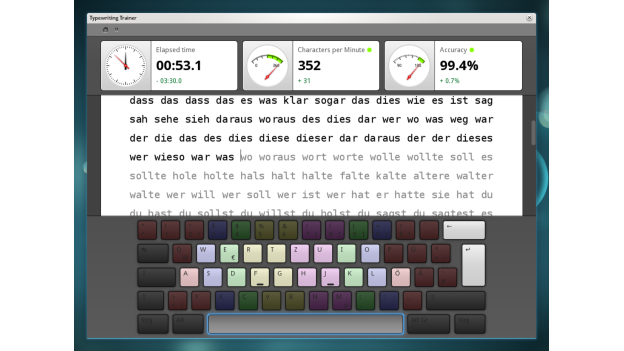 Typewriting Trainer
Elapsed time
00:53.1
- 03:30.0
Characters per Minute
352
+ 31
Accuracy
99.4%
+ 0.7%
dass das dass das es was klar sogar das dies wie es ist sag
sah sehe sieh daraus woraus des dies dar wer wo was weg war
der die das des dies diese dieser dar daraus der der dieses
wer wieso war was wo woraus wort worte wolle wollte soll es
sollte hole holte hals halt halte falte kalte altere walter
walte wer will wer soll wer ist wer hat er hatte sie hat du
du hast du sollst du willst du holst du sagst du sagtest es
W E € R T Z U I O
A S D F G H J K L Ö